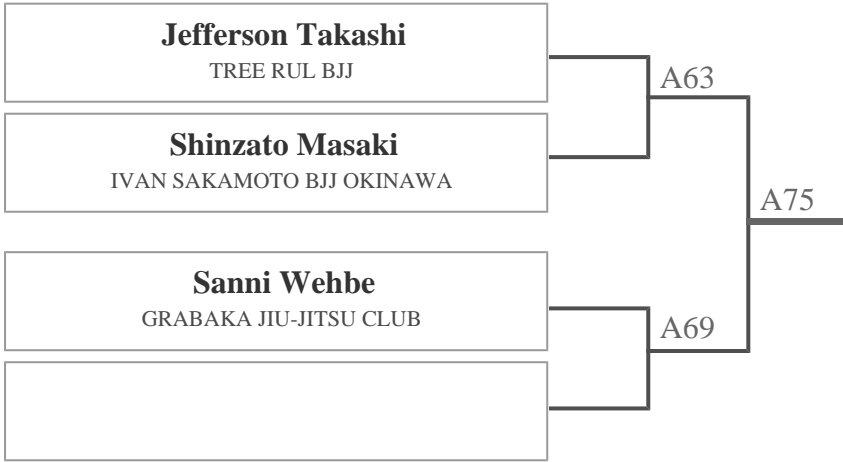 Jefferson Takashi
TREE RUL BJJ
A63
Shinzato Masaki
IVAN SAKAMOTO BJJ OKINAWA
A75
Sanni Wehbe
GRABAKA JIU-JITSU CLUB
A69